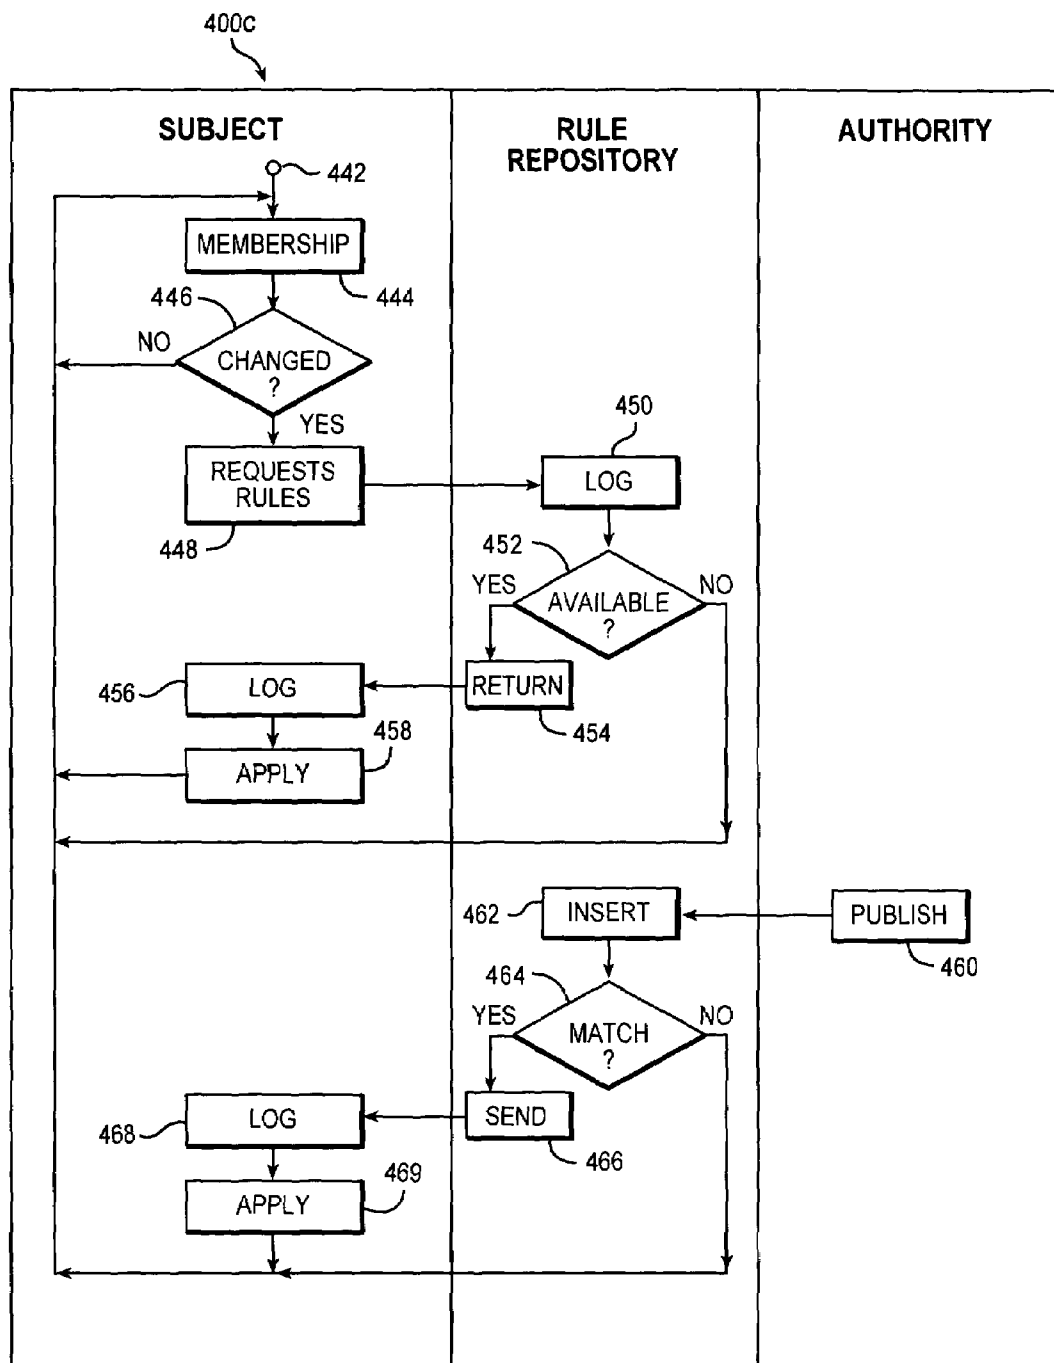 400c
SUBJECT
RULE
REPOSITORY
AUTHORITY
442
MEMBERSHIP
444
446
NO
CHANGED
?
YES
REQUESTS
RULES
448
450
LOG
452
YES
NO
AVAILABLE
?
RETURN
454
456
LOG
458
APPLY
462
INSERT
PUBLISH
460
464
YES
NO
MATCH
?
SEND
466
468
LOG
469
APPLY